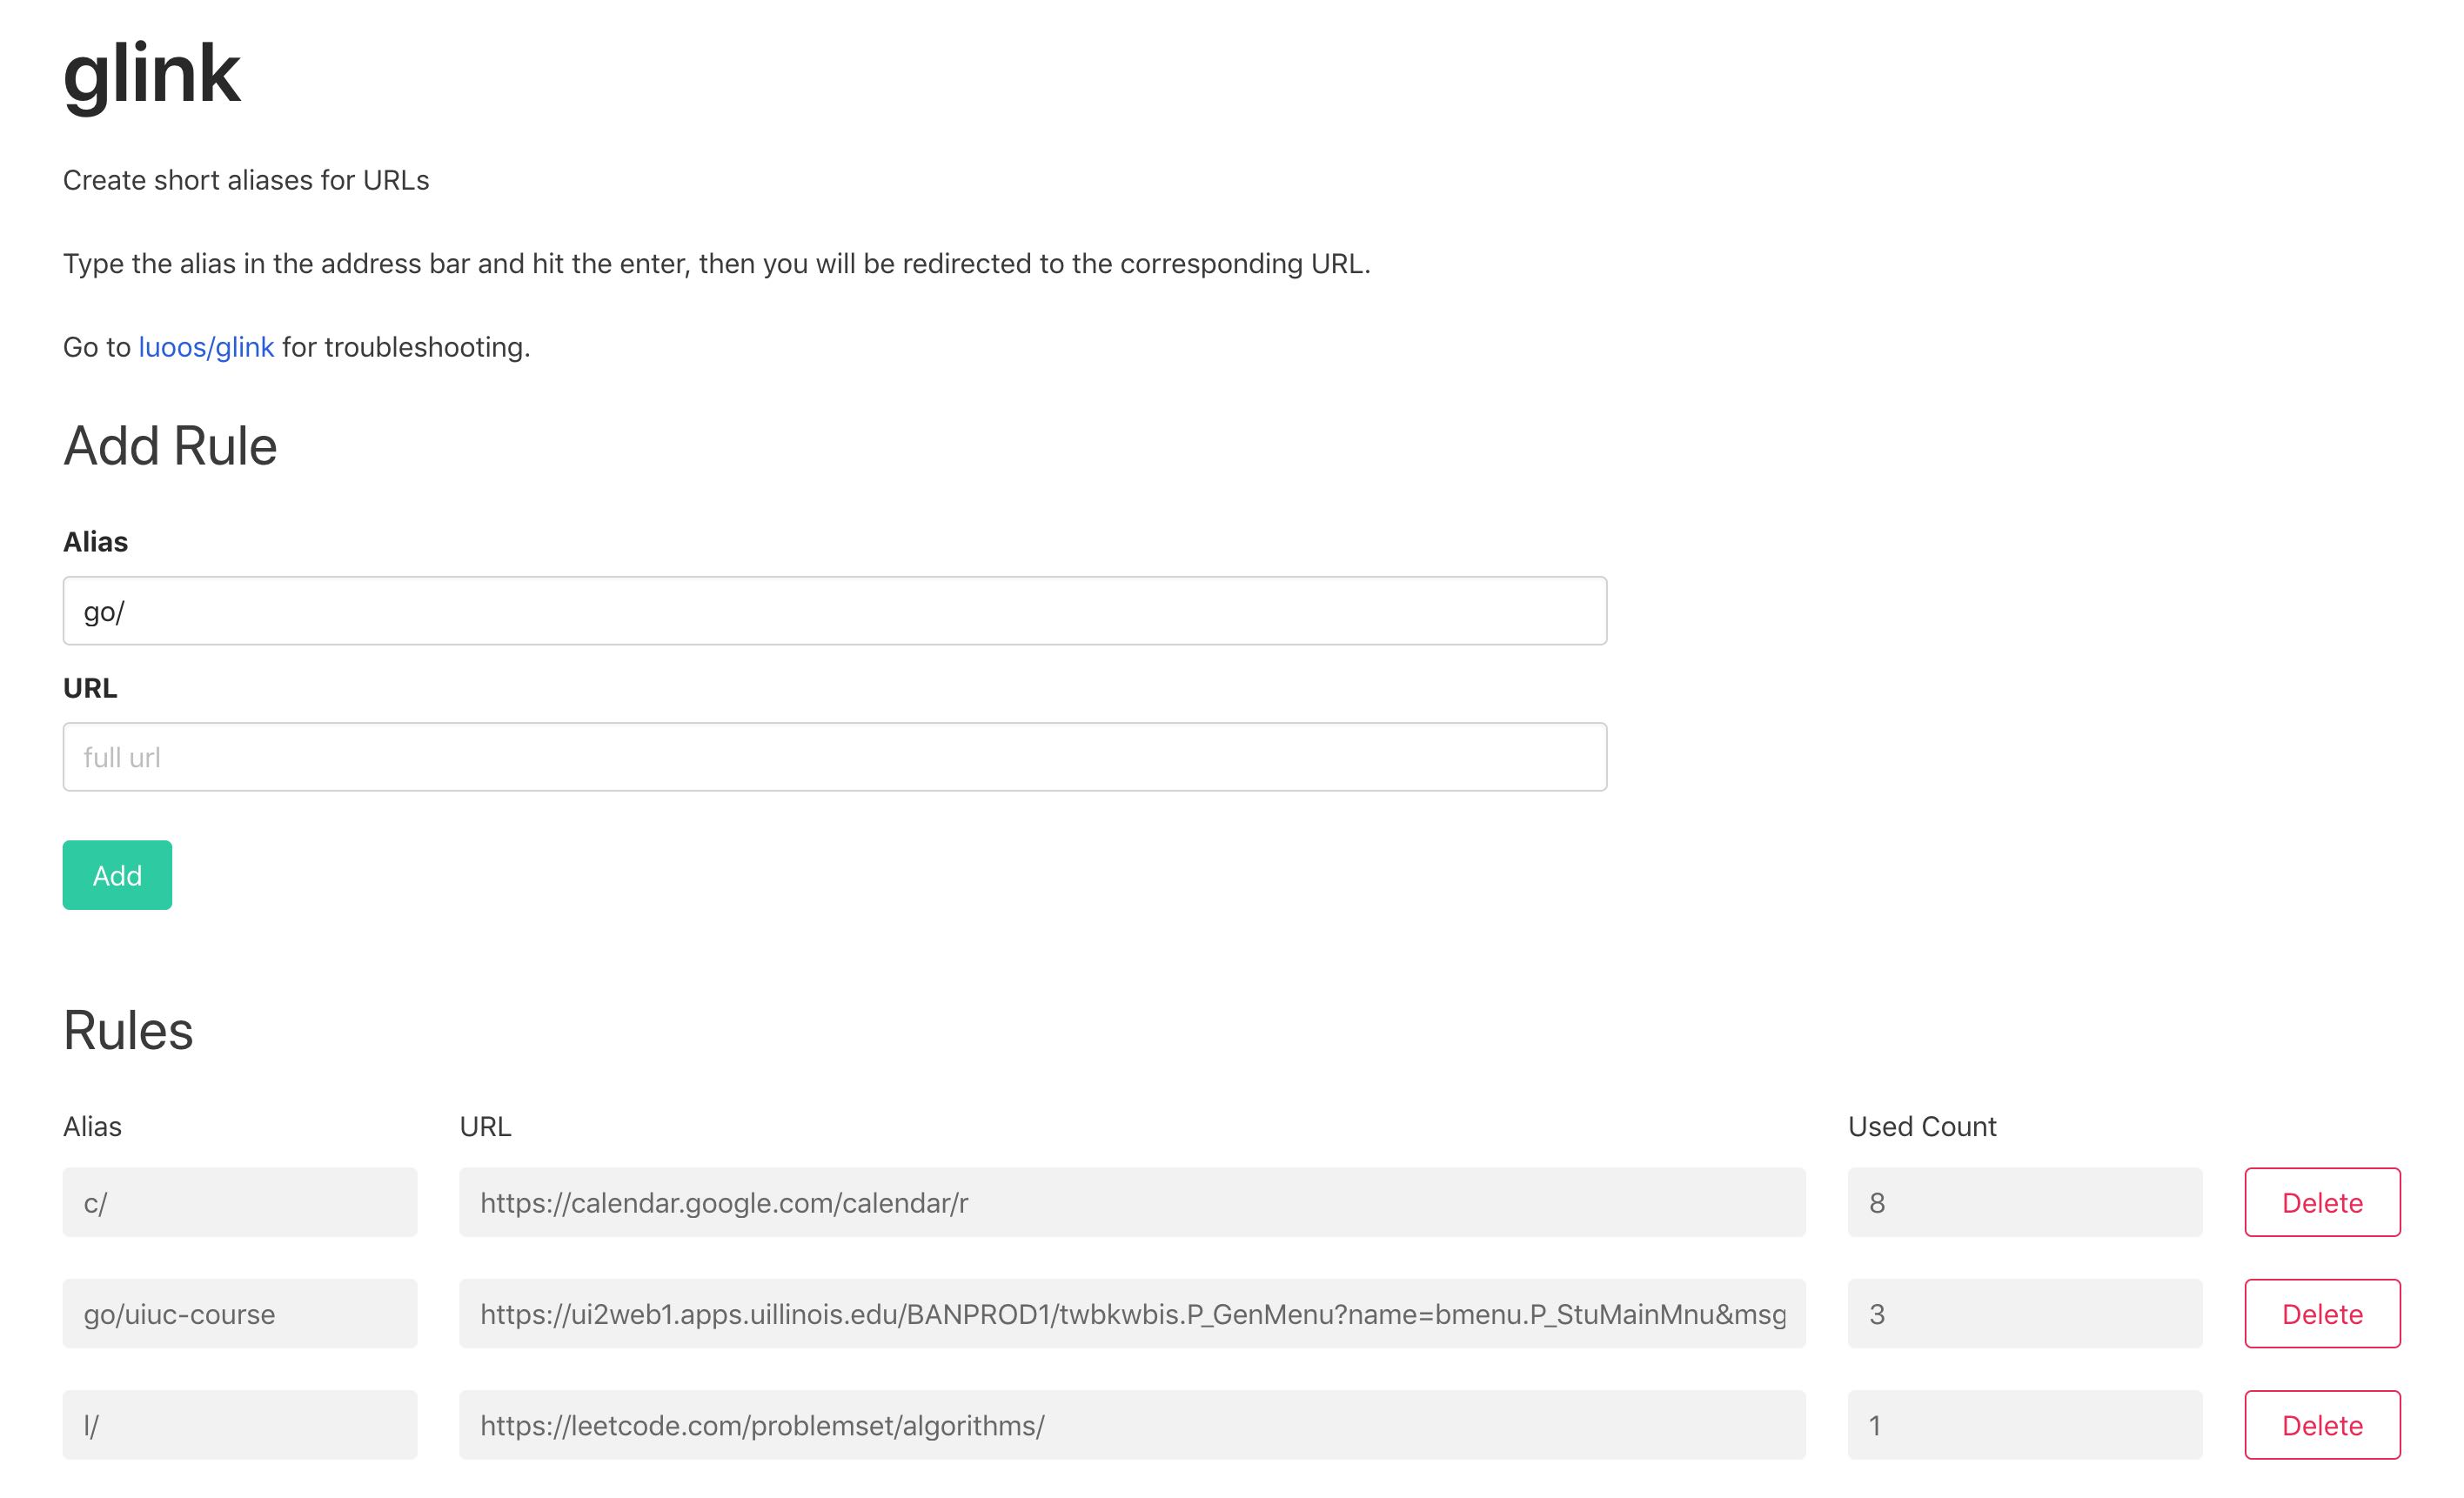 glink
Create short aliases for URLs
Type the alias in the address bar and hit the enter, then you will be redirected to the corresponding URL.
Go to luoos/glink for troubleshooting.
Add Rule
Alias
go/
URL
full url
Add
Rules
Alias URL Used Count
c/ https://calendar.google.com/calendar/r 8 Delete
go/uiuc-course https://ui2web1.apps.uillinois.edu/BANPROD1/twbkwbis.P_GenMenu?name=bmenu.P_StuMainMnu&msg 3 Delete
l/ https://leetcode.com/problemset/algorithms/ 1 Delete